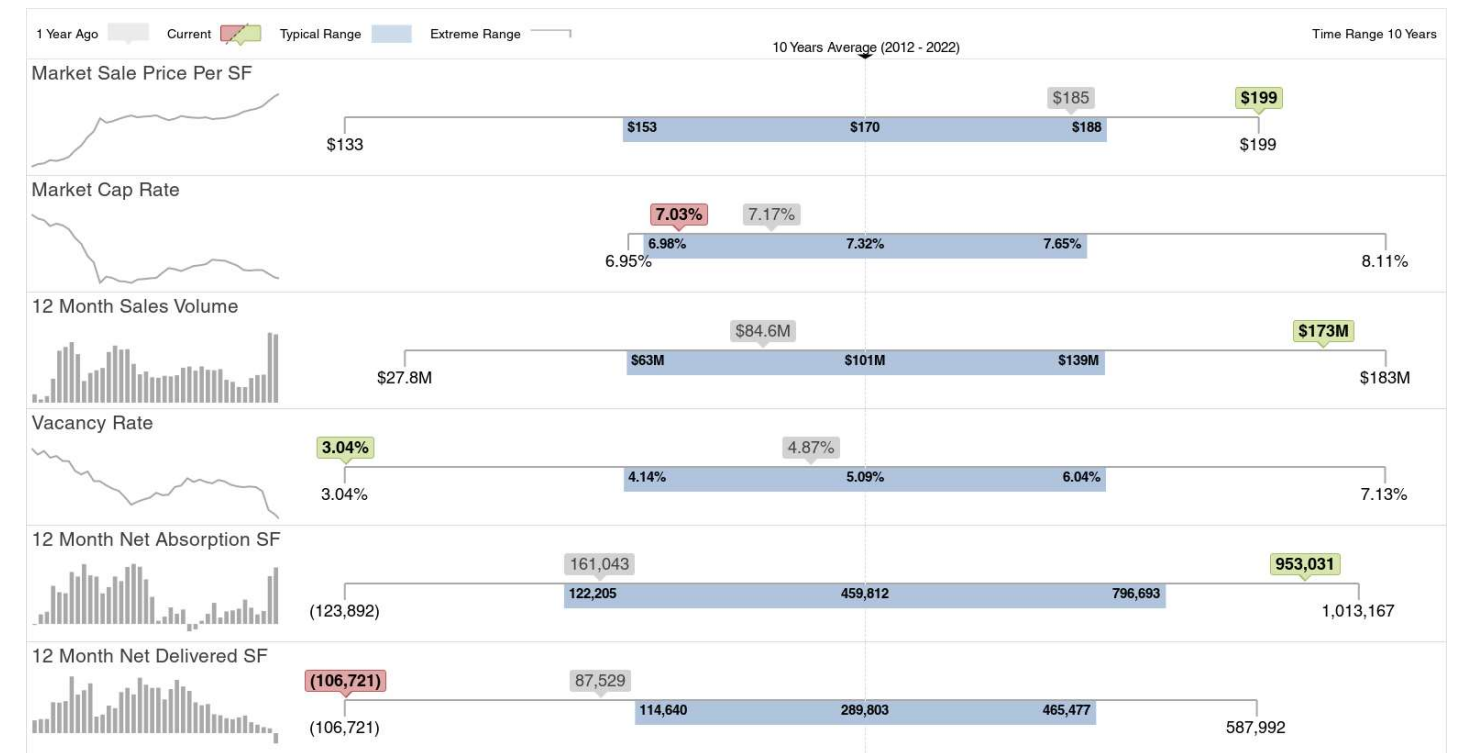 1 Year Ago Current Typical Range Extreme Range Time Range 10 Years
10 Years Average (2012 - 2022)
Market Sale Price Per SF
$185 $199
$153 $170 $188
$133 $199
Market Cap Rate
7.03% 7.17%
6.98% 7.32% 7.65%
6.95% 8.11%
12 Month Sales Volume
$84.6M $173M
$63M $101M $139M
$27.8M $183M
Vacancy Rate
3.04% 4.87%
4.14% 5.09% 6.04%
3.04% 7.13%
12 Month Net Absorption SF
161,043 953,031
122,205 459,812 796,693
(123,892) 1,013,167
12 Month Net Delivered SF
(106,721) 87,529
114,640 289,803 465,477
(106,721) 587,992